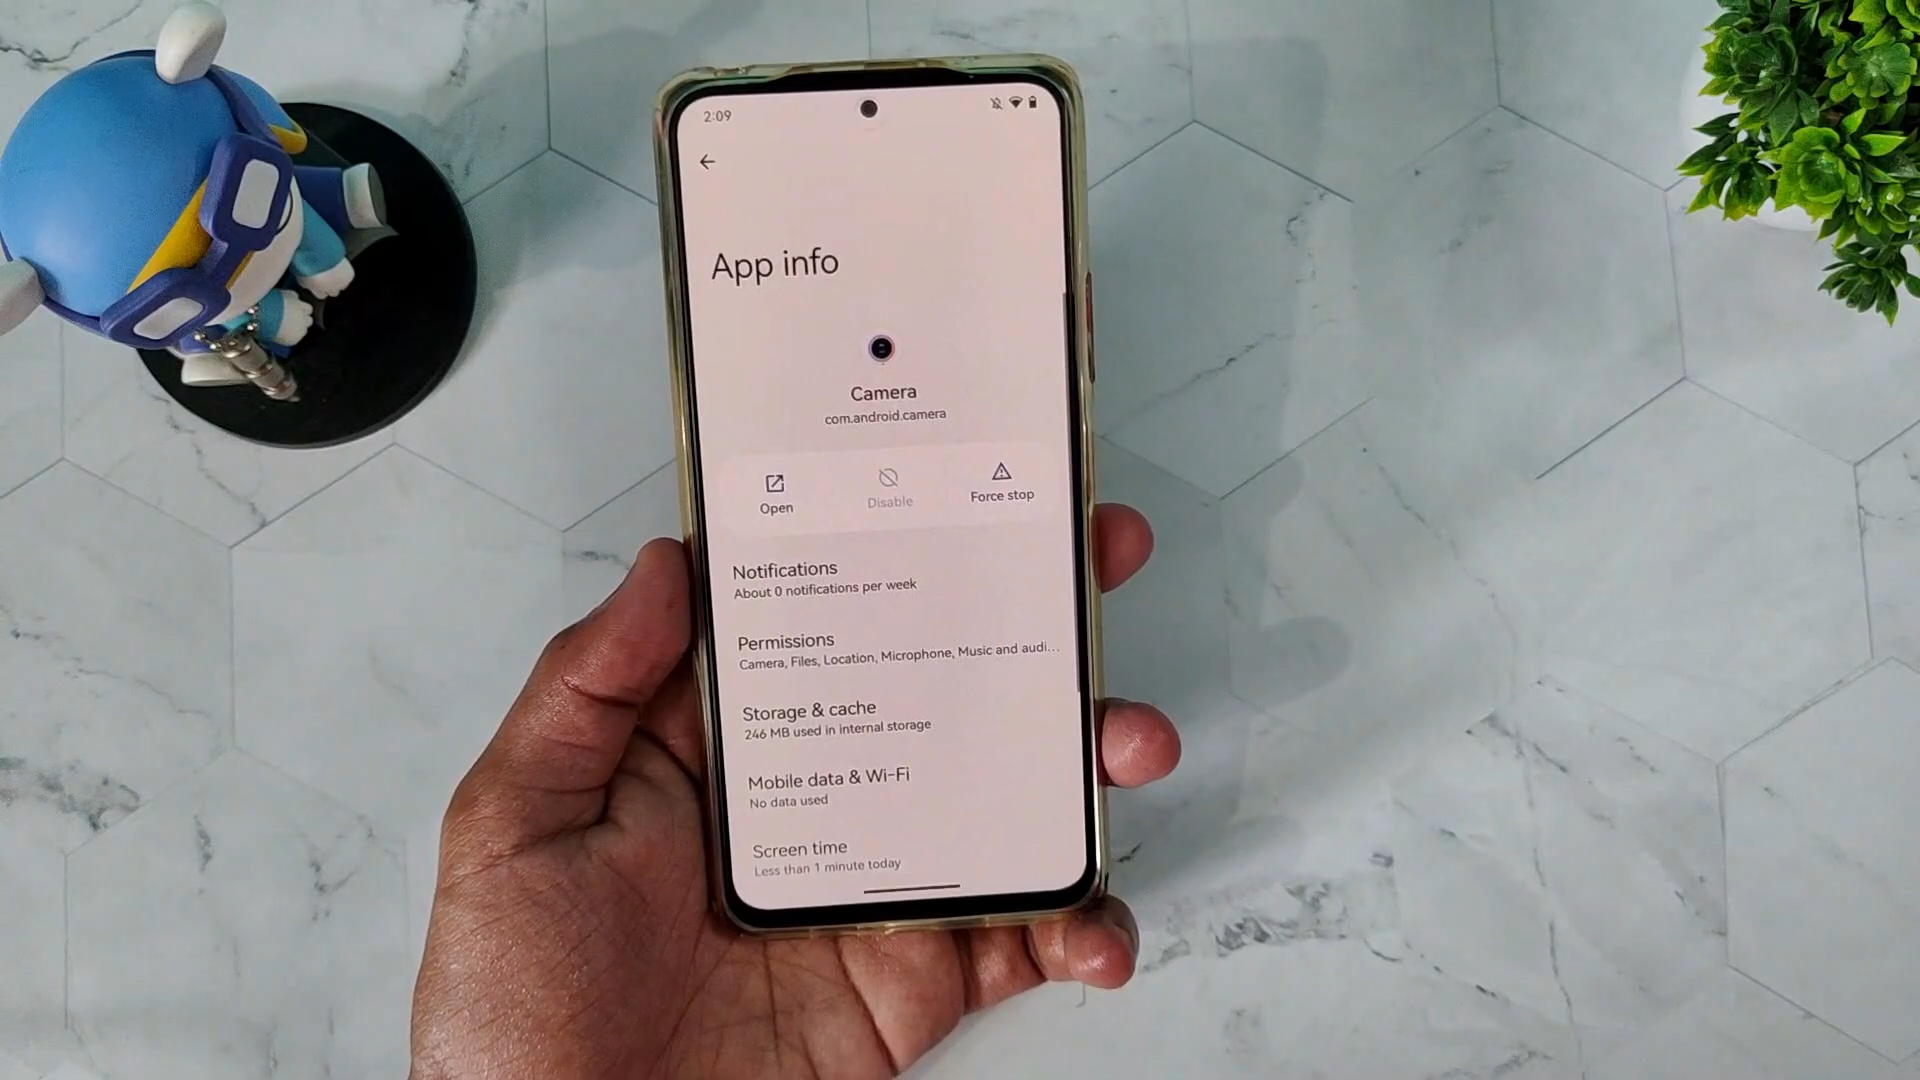 2:09
App info
Camera
com.android.camera
Open
Disable
Force stop
Notifications
About 0 notifications per week
Permissions
Camera, Files, Location, Microphone, Music and audi...
Storage & cache
246 MB used in internal storage
Mobile data & Wi-Fi
No data used
Screen time
Less than 1 minute today